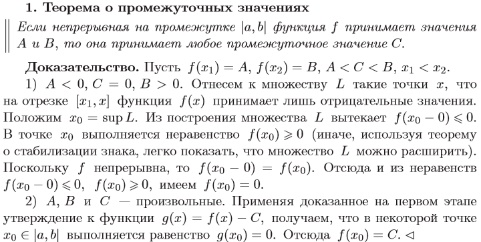 1. Теорема о промежуточных значениях
Если непрерывная на промежутке |a, b| функция f принимает значения
A и B, то она принимает любое промежуточное значение C.
Доказательство. Пусть f(x₁) = A, f(x₂) = B, A < C < B, x₁ < x₂.
1) A < 0, C = 0, B > 0. Отнесем к множеству L такие точки x, что
на отрезке [x₁, x] функция f(x) принимает лишь отрицательные значения.
Положим x₀ = sup L. Из построения множества L вытекает f(x₀ − 0) ⩽ 0.
В точке x₀ выполняется неравенство f(x₀) ⩾ 0 (иначе, используя теорему
о стабилизации знака, легко показать, что множество L можно расширить).
Поскольку f непрерывна, то f(x₀ − 0) = f(x₀). Отсюда и из неравенств
f(x₀ − 0) ⩽ 0, f(x₀) ⩾ 0, имеем f(x₀) = 0.
2) A, B и C — произвольные. Применяя доказанное на первом этапе
утверждение к функции g(x) = f(x) − C, получаем, что в некоторой точке
x₀ ∈ |a, b| выполняется равенство g(x₀) = 0. Отсюда f(x₀) = C. ◁